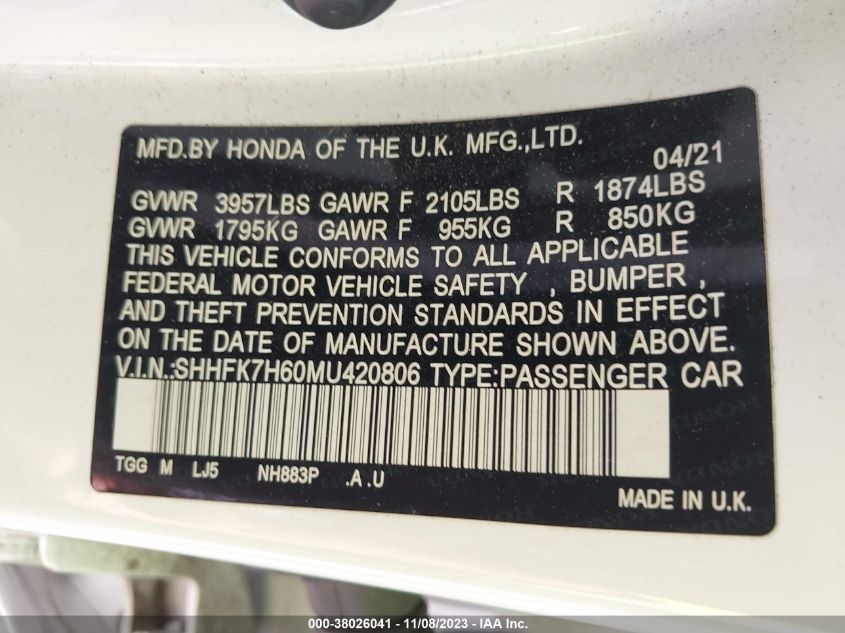 MFD.BY HONDA OF THE U.K. MFG.,LTD.
04/21
GVWR 3957LBS GAWR F 2105LBS R 1874LBS
GVWR 1795KG GAWR F 955KG R 850KG
THIS VEHICLE CONFORMS TO ALL APPLICABLE
FEDERAL MOTOR VEHICLE SAFETY , BUMPER ,
AND THEFT PREVENTION STANDARDS IN EFFECT
ON THE DATE OF MANUFACTURE SHOWN ABOVE.
V.I.N.:SHHFK7H60MU420806 TYPE:PASSENGER CAR
TGG M LJ5 NH883P .A .U
MADE IN U.K.
000-38026041 - 11/08/2023 - IAA Inc.